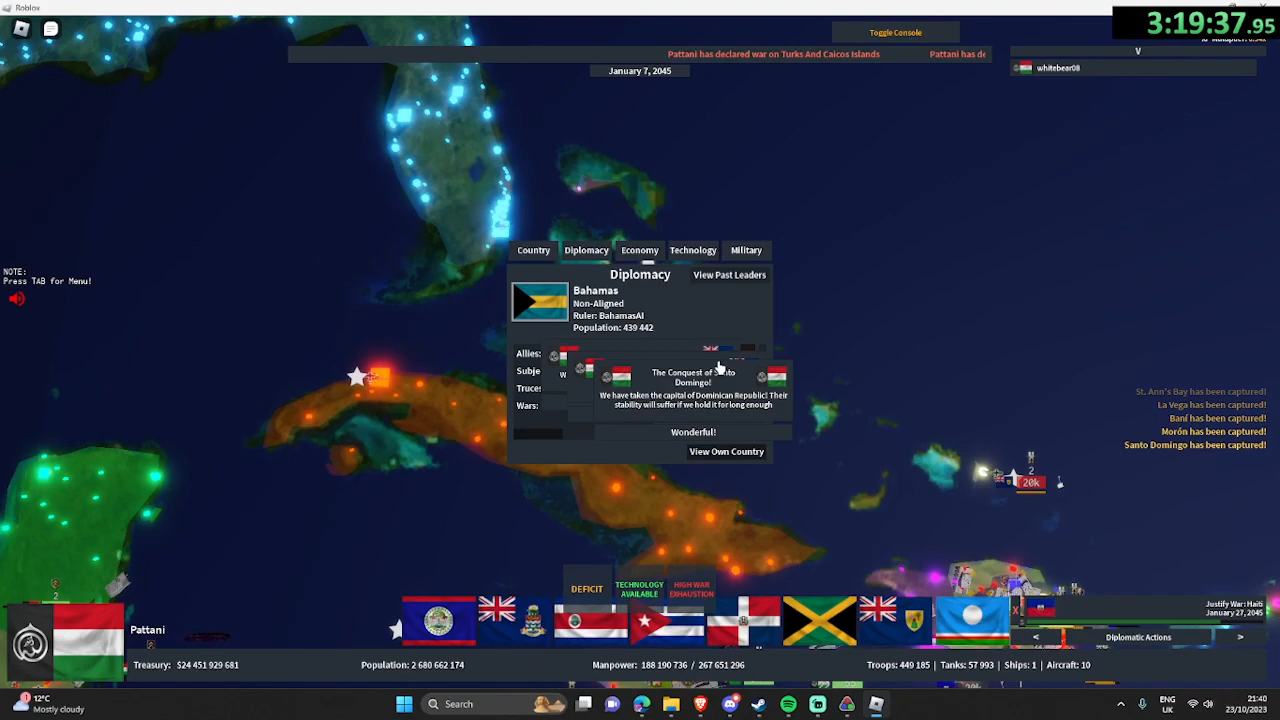 Roblox
3:19:37.95
Toggle Console
Pattani has declared war on Turks And Caicos Islands
Pattani has de
V
January 7, 2045
whitebear08
NOTE:
Press TAB for Menu!
Country
Diplomacy
Economy
Technology
Military
Diplomacy
View Past Leaders
Bahamas
Non-Aligned
Ruler: BahamasAI
Population: 439 442
Allies:
Subje
Truces
Wars:
W
The Conquest of Santo
Domingo!
We have taken the capital of Dominican Republic! Their
stability will suffer if we hold it for long enough
Wonderful!
View Own Country
St. Ann's Bay has been captured!
La Vega has been captured!
Baní has been captured!
Morón has been captured!
Santo Domingo has been captured!
2
20k
2
DEFICIT
TECHNOLOGY
AVAILABLE
HIGH WAR
EXHAUSTION
X
Justify War: Haiti
January 27, 2045
<
Diplomatic Actions
>
Pattani
Treasury: $24 451 929 681
Population: 2 680 662 174
Manpower: 188 190 736 / 267 651 296
Troops: 449 185 | Tanks: 57 993 | Ships: 1 | Aircraft: 10
12°C
Mostly cloudy
Search
ENG
UK
21:40
23/10/2023